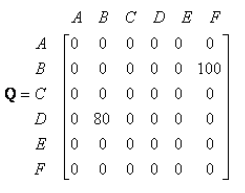 A B C D E F
A 0 0 0 0 0 0
B 0 0 0 0 0 100
Q = C 0 0 0 0 0 0
D 0 80 0 0 0 0
E 0 0 0 0 0 0
F 0 0 0 0 0 0